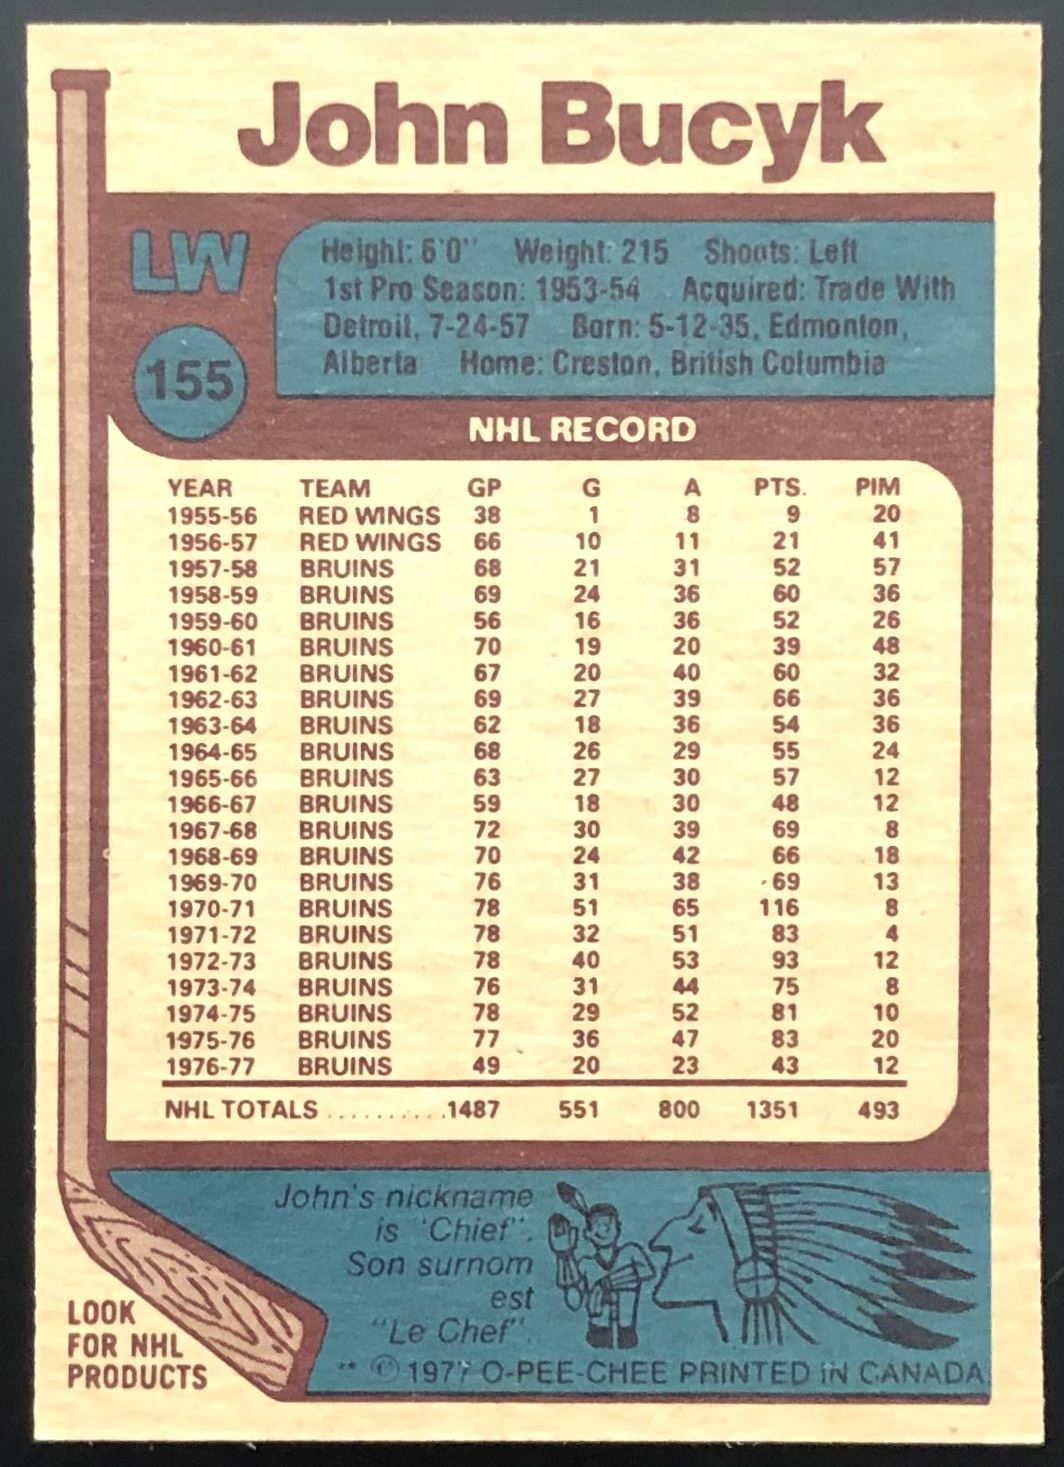 John Bucyk
LW
155
Height: 6'0" Weight: 215 Shoots: Left
1st Pro Season: 1953-54 Acquired: Trade With
Detroit, 7-24-57 Born: 5-12-35, Edmonton,
Alberta Home: Creston, British Columbia
NHL RECORD
YEAR TEAM GP G A PTS. PIM
1955-56 RED WINGS 38 1 8 9 20
1956-57 RED WINGS 66 10 11 21 41
1957-58 BRUINS 68 21 31 52 57
1958-59 BRUINS 69 24 36 60 36
1959-60 BRUINS 56 16 36 52 26
1960-61 BRUINS 70 19 20 39 48
1961-62 BRUINS 67 20 40 60 32
1962-63 BRUINS 69 27 39 66 36
1963-64 BRUINS 62 18 36 54 36
1964-65 BRUINS 68 26 29 55 24
1965-66 BRUINS 63 27 30 57 12
1966-67 BRUINS 59 18 30 48 12
1967-68 BRUINS 72 30 39 69 8
1968-69 BRUINS 70 24 42 66 18
1969-70 BRUINS 76 31 38 69 13
1970-71 BRUINS 78 51 65 116 8
1971-72 BRUINS 78 32 51 83 4
1972-73 BRUINS 78 40 53 93 12
1973-74 BRUINS 76 31 44 75 8
1974-75 BRUINS 78 29 52 81 10
1975-76 BRUINS 77 36 47 83 20
1976-77 BRUINS 49 20 23 43 12
NHL TOTALS ..........1487 551 800 1351 493
John's nickname
is "Chief".
Son surnom
est
"Le Chef".
** © 1977 O-PEE-CHEE PRINTED IN CANADA
LOOK
FOR NHL
PRODUCTS